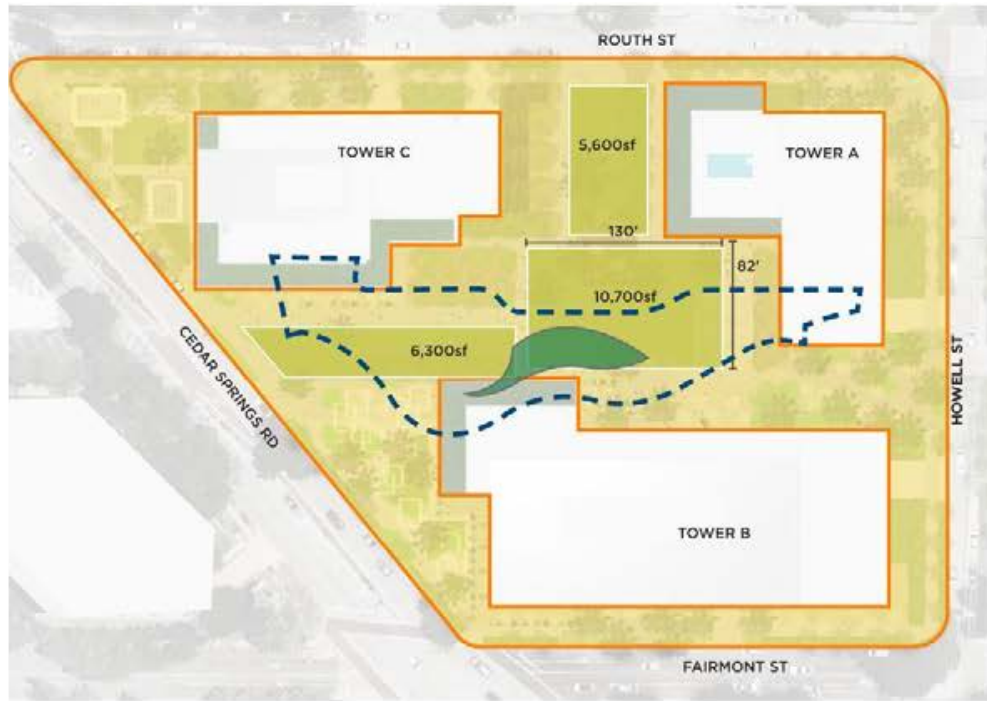 ROUTH ST
TOWER C
5,600sf
TOWER A
130'
82'
10,700sf
6,300sf
CEDAR SPRINGS RD
HOWELL ST
TOWER B
FAIRMONT ST